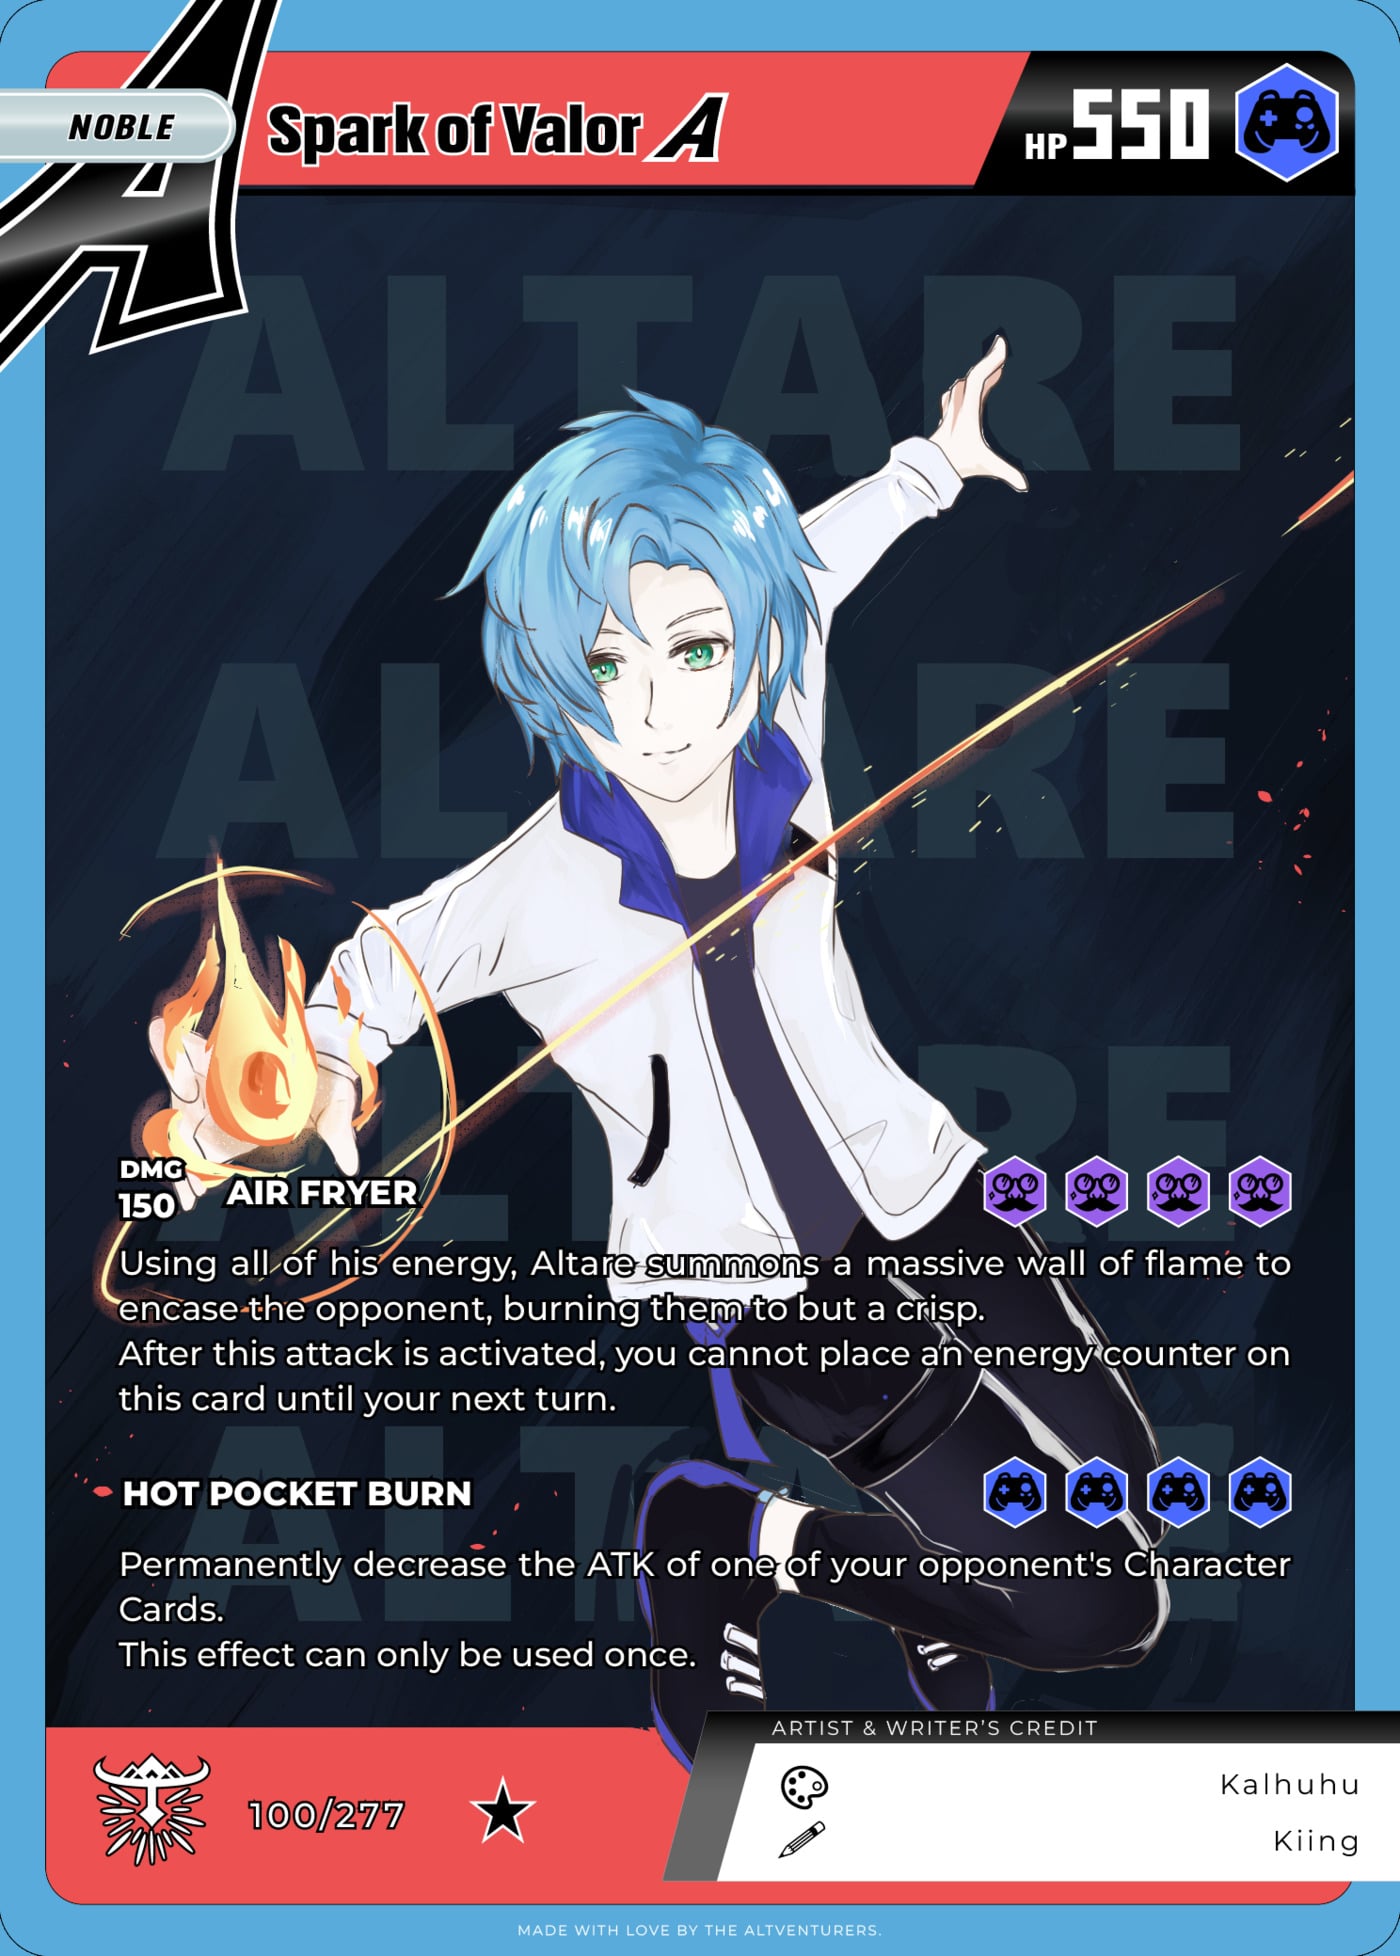 NOBLE
Spark of Valor A
HP 550
A
ALTARE
ALTARE
ALTARE
ALTARE
DMG
150
AIR FRYER
Using all of his energy, Altare summons a massive wall of flame to
encase the opponent, burning them to but a crisp.
After this attack is activated, you cannot place an energy counter on
this card until your next turn.
HOT POCKET BURN
Permanently decrease the ATK of one of your opponent's Character
Cards.
This effect can only be used once.
ARTIST & WRITER'S CREDIT
Kalhuhu
Kiing
100/277
MADE WITH LOVE BY THE ALTVENTURERS.